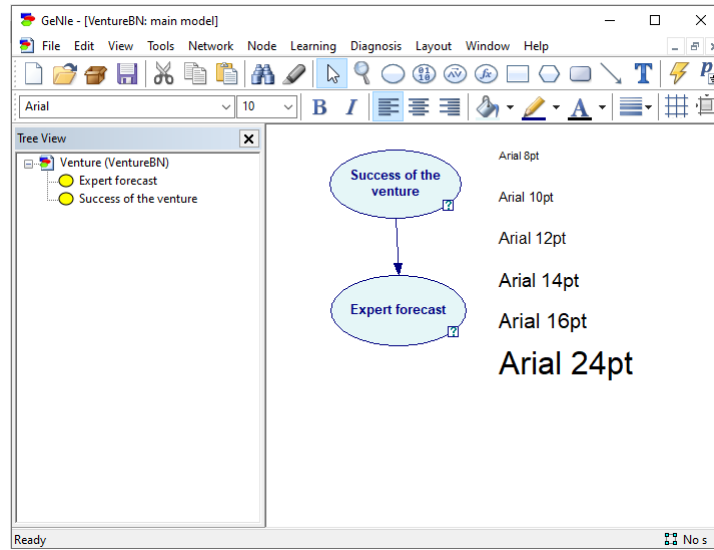 GeNIe - [VentureBN: main model]
File Edit View Tools Network Node Learning Diagnosis Layout Window Help
Arial 10 B I A
Tree View
Venture (VentureBN)
Expert forecast
Success of the venture
Success of the
venture
?
Expert forecast
?
Arial 8pt
Arial 10pt
Arial 12pt
Arial 14pt
Arial 16pt
Arial 24pt
Ready No s